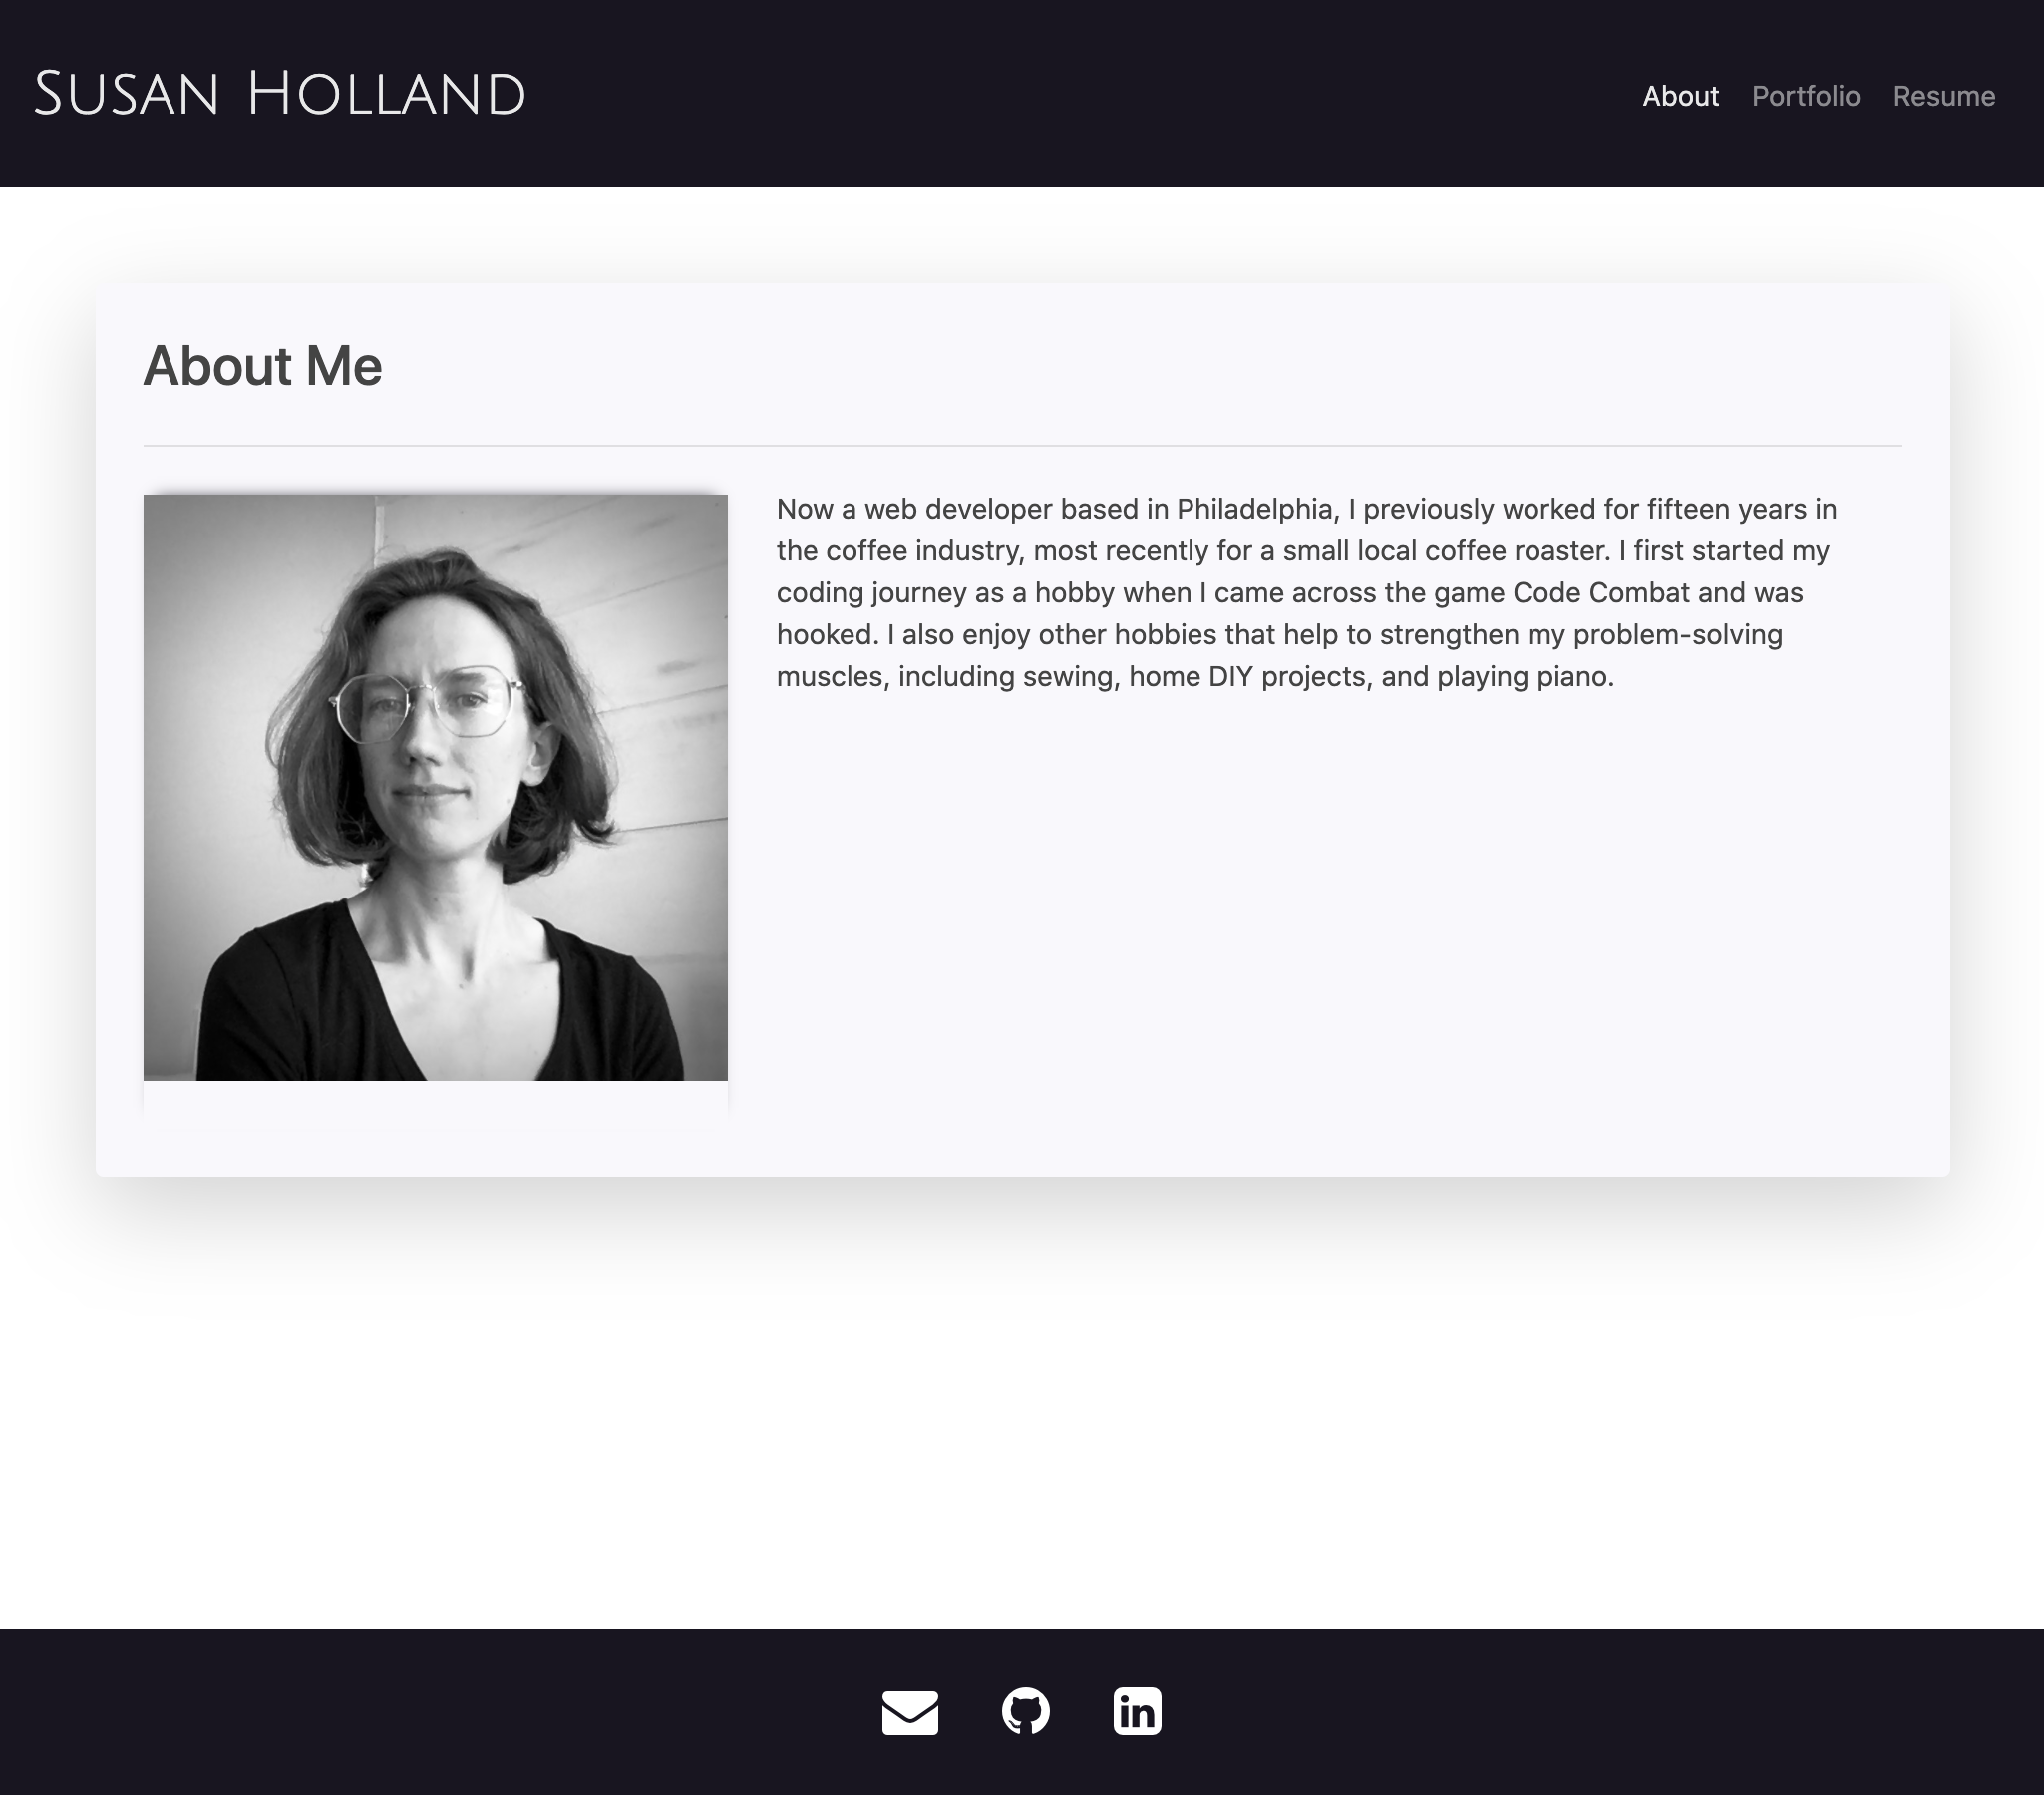 Susan Holland
About Portfolio Resume
About Me
Now a web developer based in Philadelphia, I previously worked for fifteen years in
the coffee industry, most recently for a small local coffee roaster. I first started my
coding journey as a hobby when I came across the game Code Combat and was
hooked. I also enjoy other hobbies that help to strengthen my problem-solving
muscles, including sewing, home DIY projects, and playing piano.
in